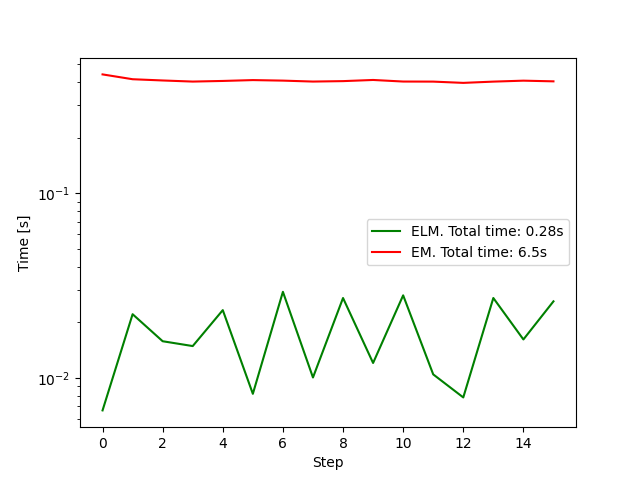 Time [s]
10⁻¹
10⁻²
ELM. Total time: 0.28s
EM. Total time: 6.5s
0 2 4 6 8 10 12 14
Step